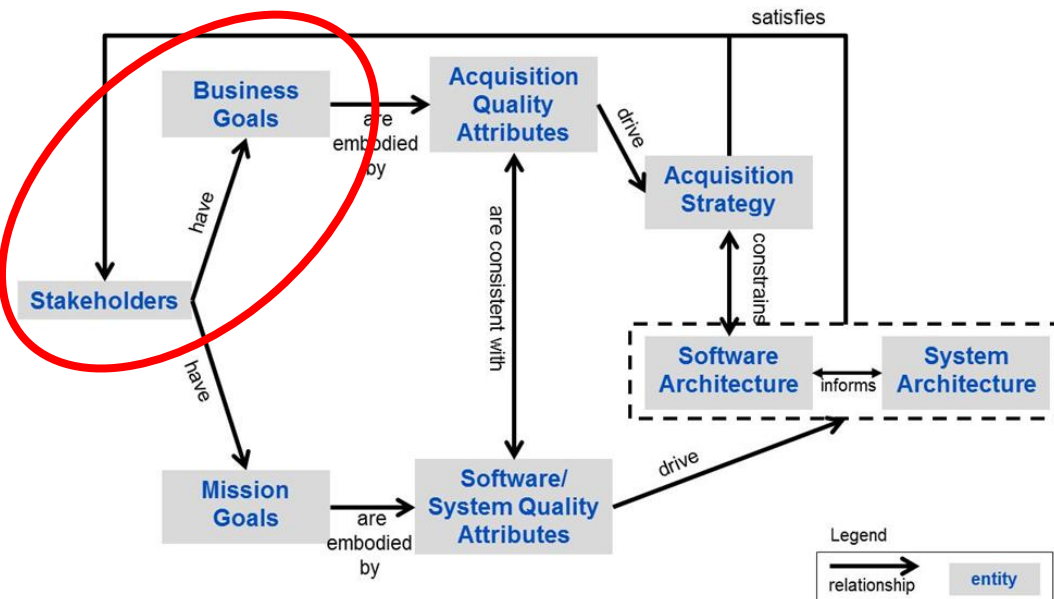 satisfies
Business
Goals
are
embodied
by
Acquisition
Quality
Attributes
drive
Acquisition
Strategy
have
Stakeholders
have
are consistent with
constrains
Software
Architecture
informs
System
Architecture
Mission
Goals
are
embodied
by
Software/
System Quality
Attributes
drive
Legend
relationship
entity